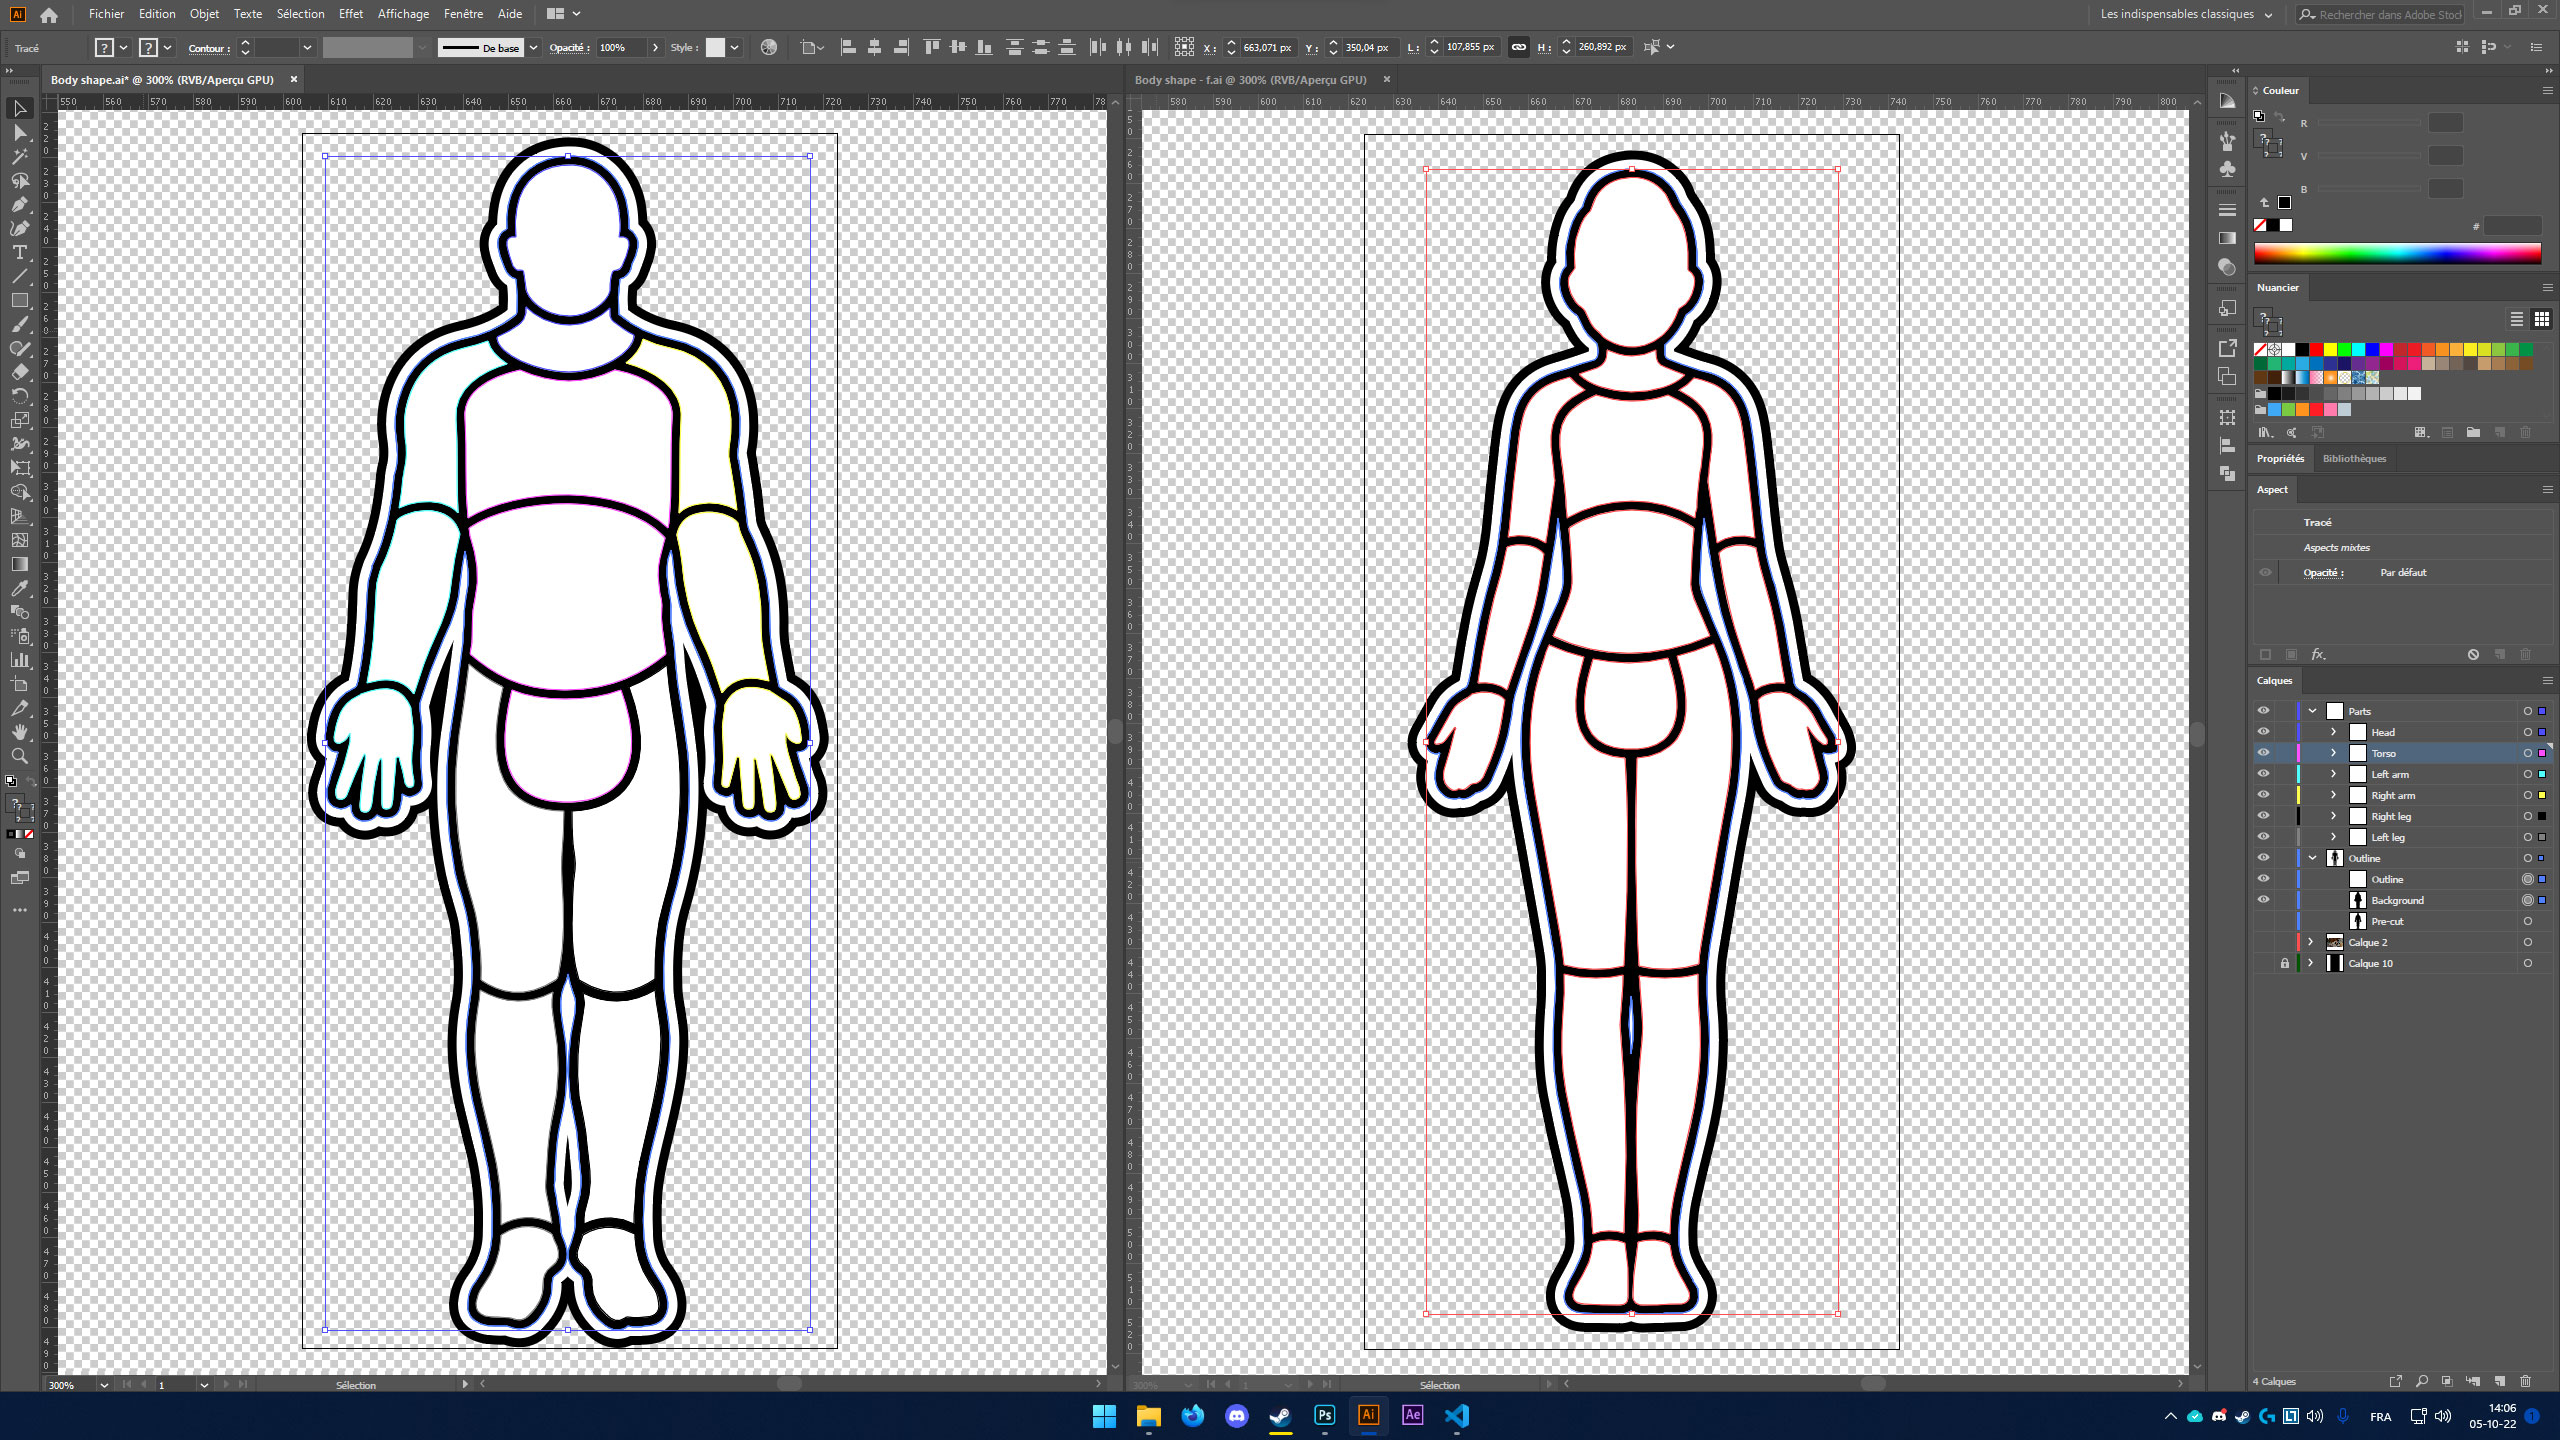 Ai Fichier Edition Objet Texte Sélection Effet Affichage Fenêtre Aide Les indispensables classiques Rechercher dans Adobe Stock
Tracé ? ? Contour : De base Opacité : 100% Style : X : 663,071 px Y : 350,04 px L : 107,855 px H : 260,892 px
Body shape.ai* @ 300% (RVB/Aperçu GPU) ×
Body shape - f.ai @ 300% (RVB/Aperçu GPU) ×
550 560 570 580 590 600 610 620 630 640 650 660 670 680 690 700 710 720 730 740 750 760 770 78
580 590 600 610 620 630 640 650 660 670 680 690 700 710 720 730 740 750 760 770 780 790 800
Couleur
R
V
B
#
Nuancier
Propriétés Bibliothèques
Aspect
Tracé
Aspects mixtes
Opacité : Par défaut
fx
Calques
Parts
Head
Torso
Left arm
Right arm
Right leg
Left leg
Outline
Outline
Background
Pre-cut
Calque 2
Calque 10
4 Calques
300% 1 Sélection
300% 1 Sélection
Ps Ai Ae
FRA
14:06
05-10-22
1